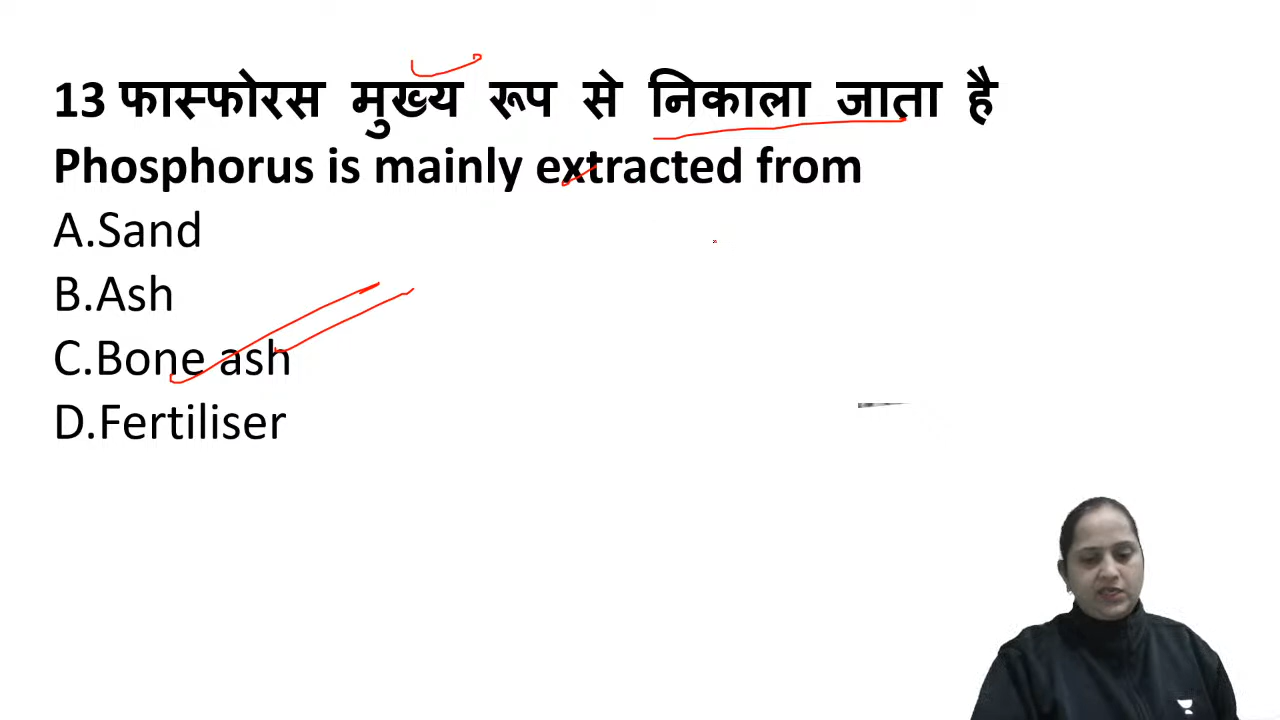 13 फास्फोरस मुख्य रूप से निकाला जाता है
Phosphorus is mainly extracted from
A.Sand
B.Ash
C.Bone ash
D.Fertiliser